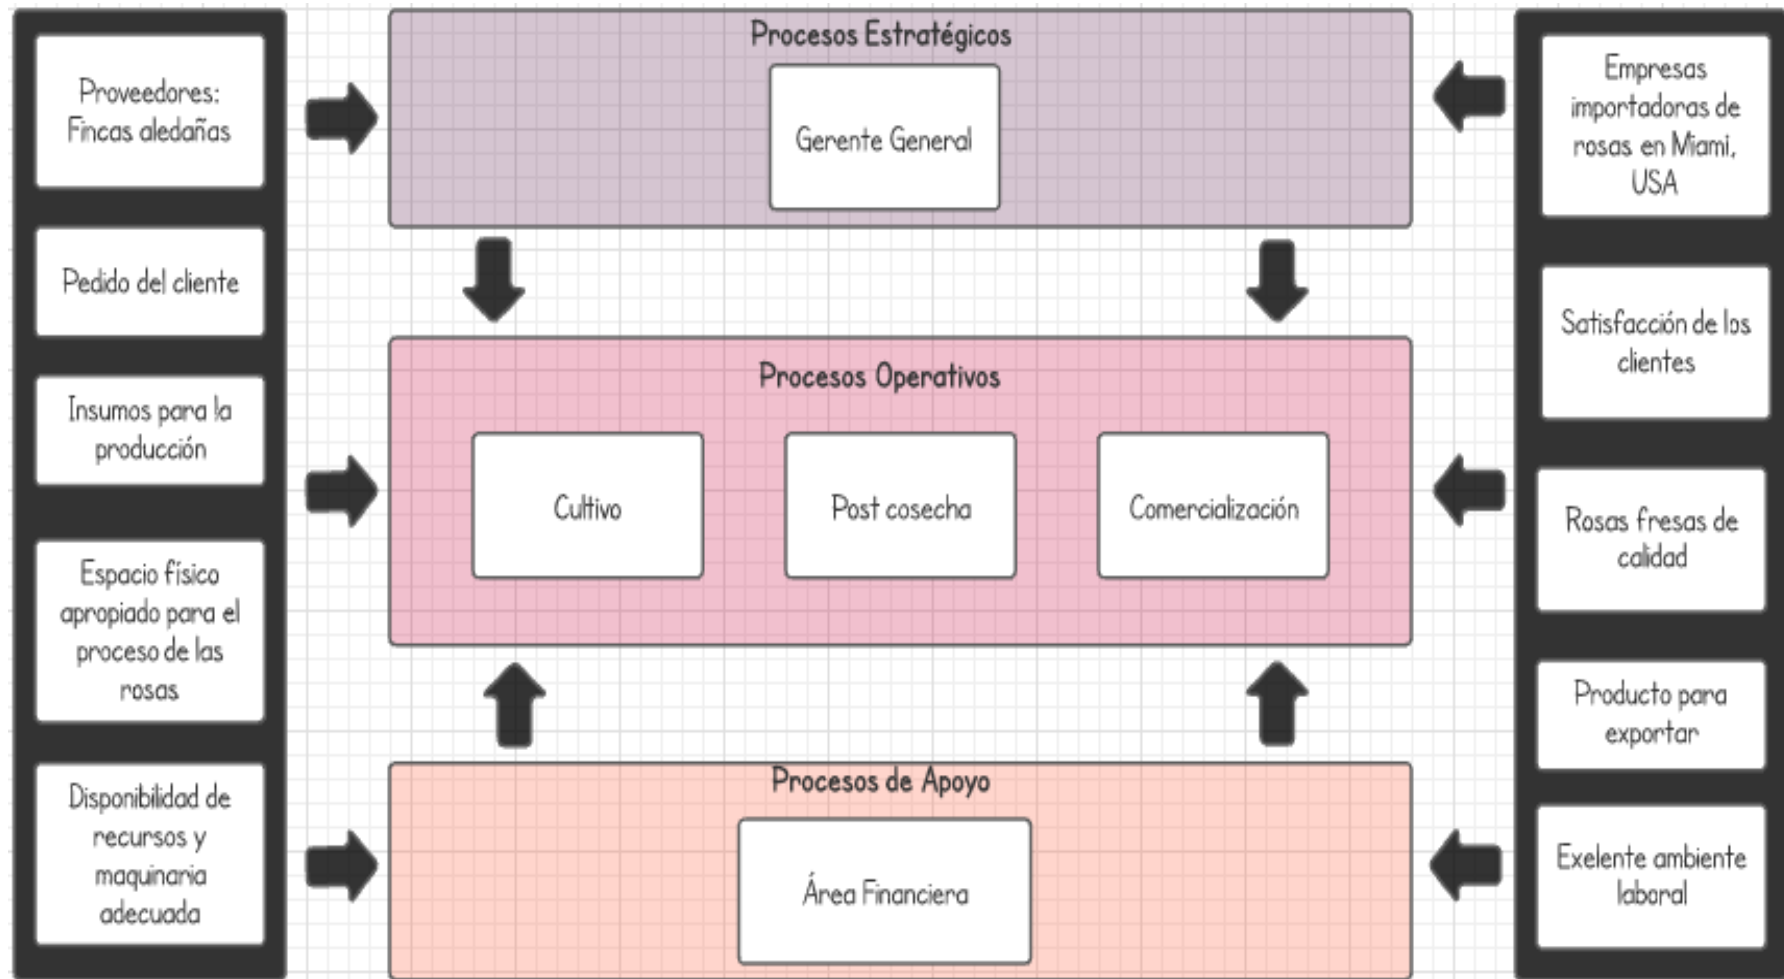 Proveedores:
Fincas aledañas
Pedido del cliente
Insumos para la
producción
Espacio físico
apropiado para el
proceso de las
rosas
Disponibilidad de
recursos y
maquinaria
adecuada
Procesos Estratégicos
Gerente General
Procesos Operativos
Cultivo
Post cosecha
Comercialización
Procesos de Apoyo
Área Financiera
Empresas
importadoras de
rosas en Miami,
USA
Satisfacción de los
clientes
Rosas fresas de
calidad
Producto para
exportar
Exelente ambiente
laboral